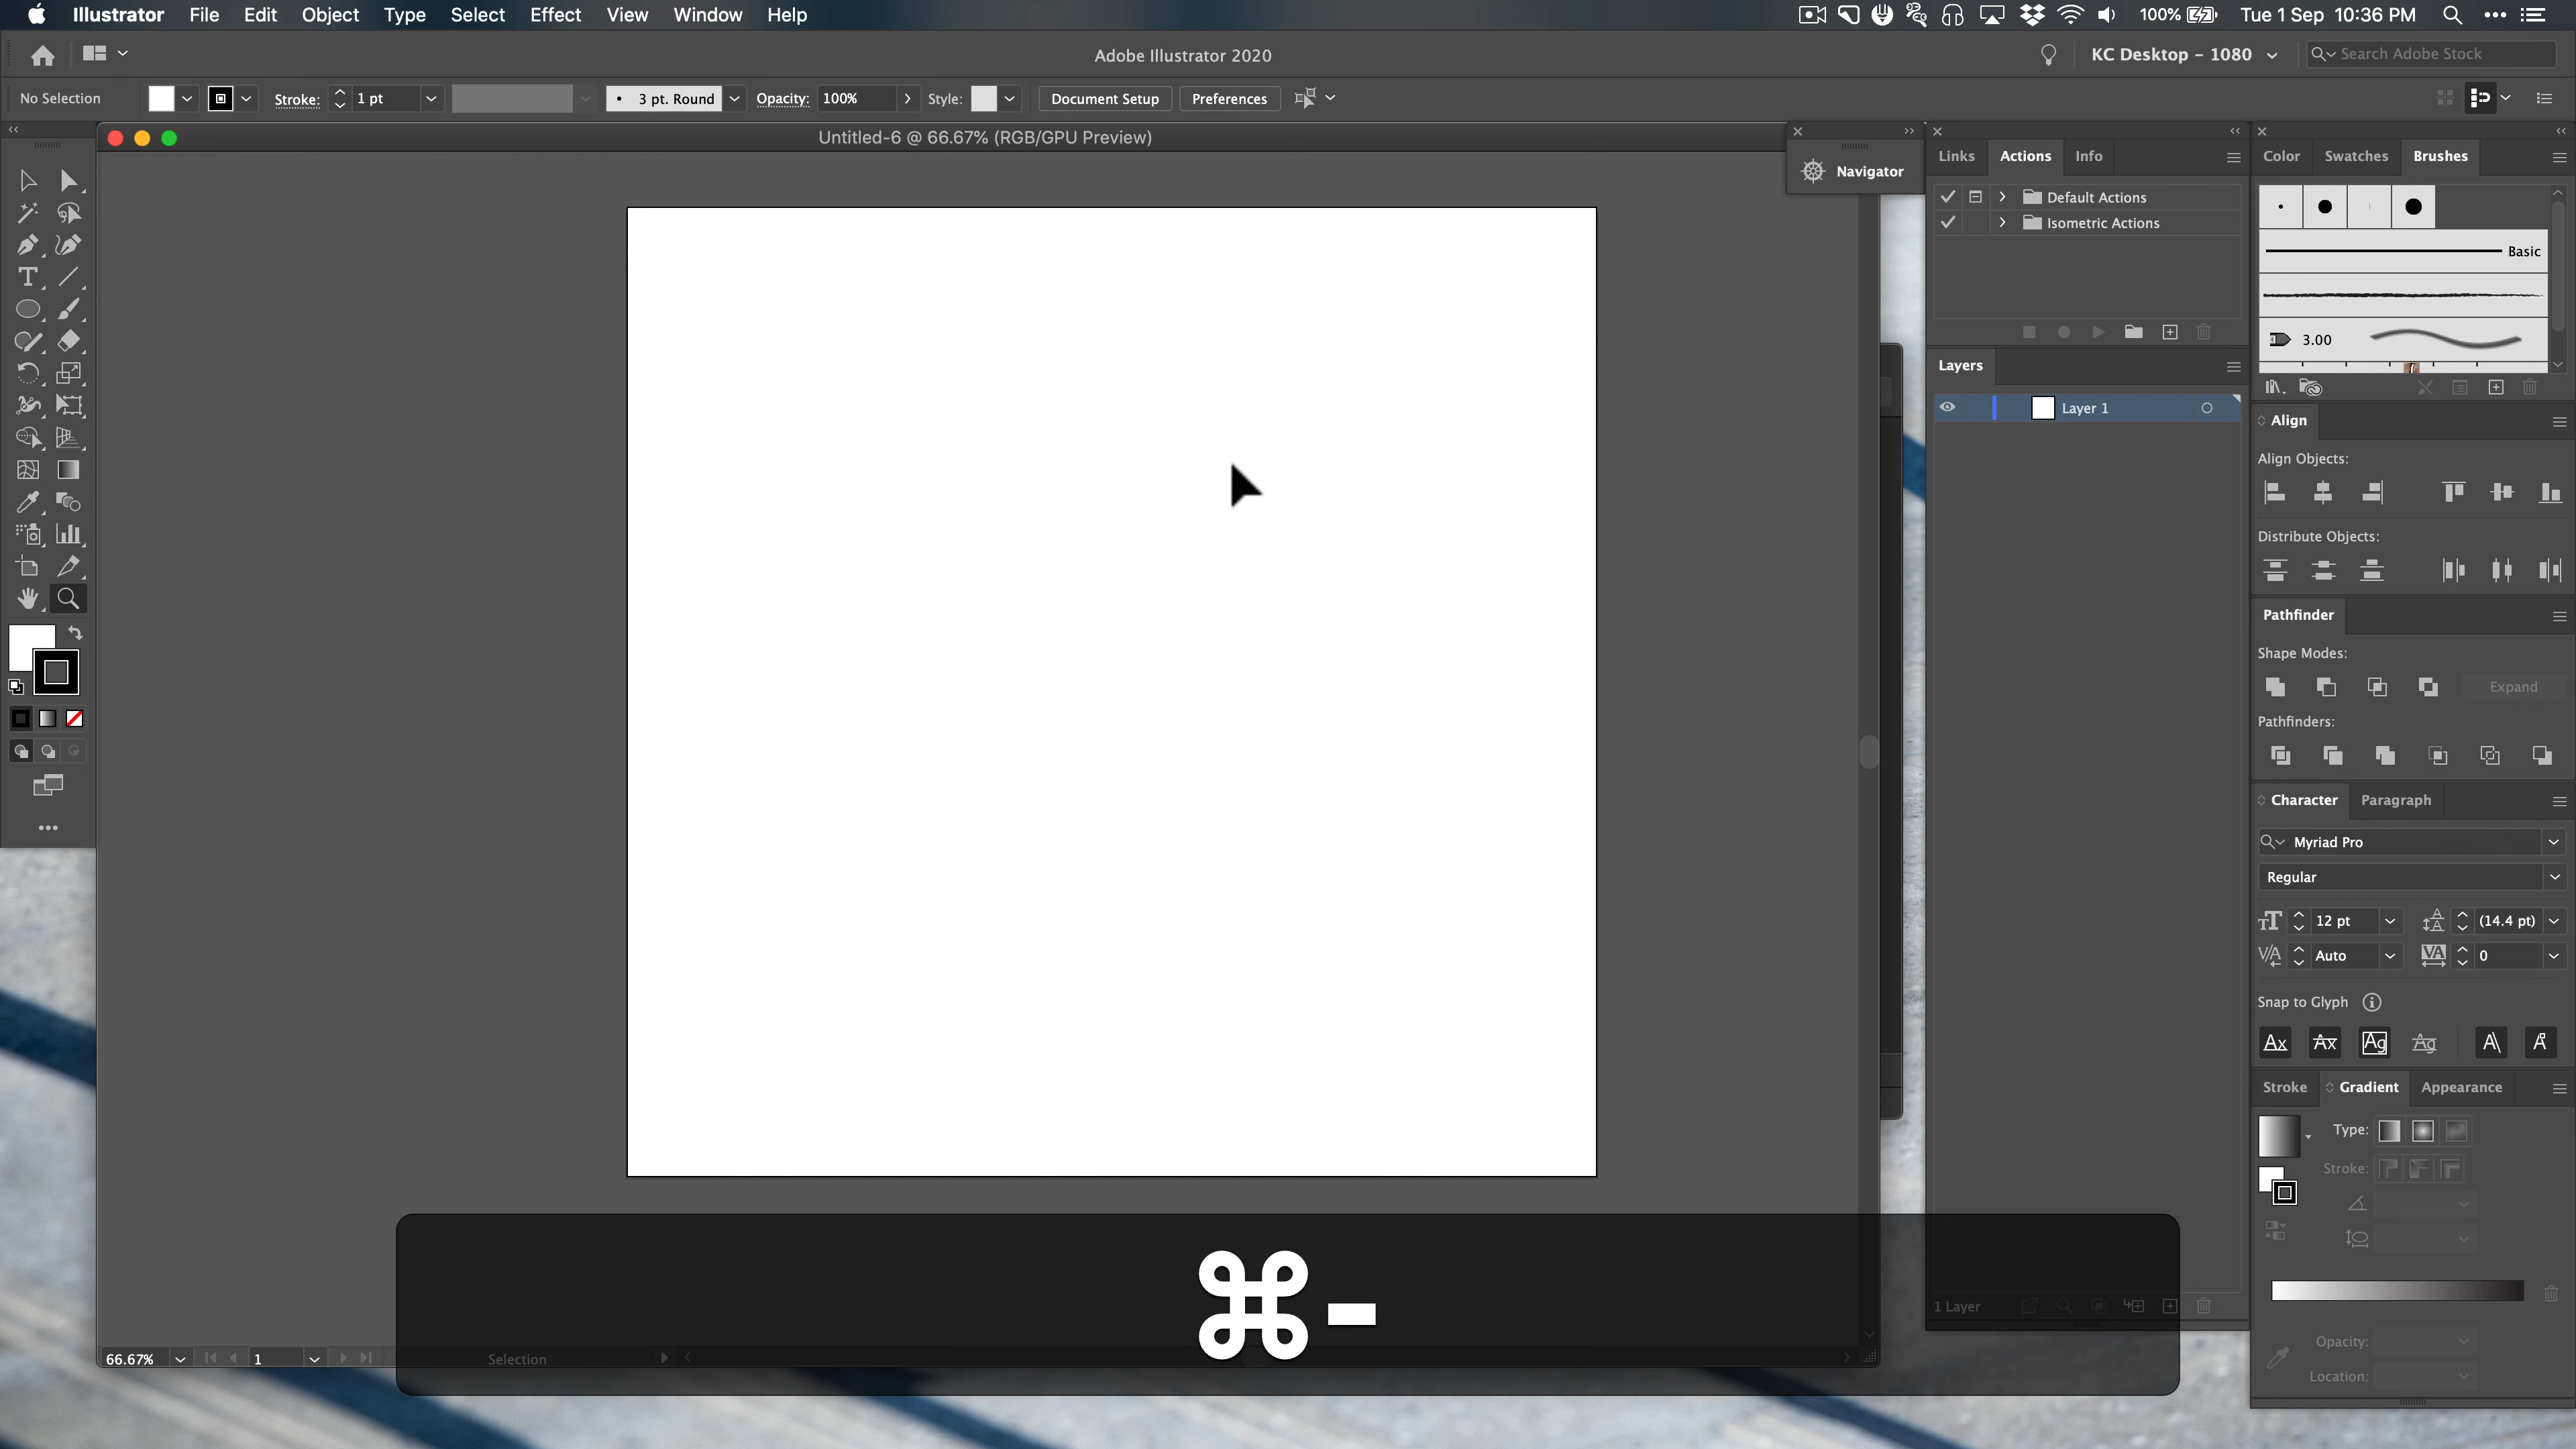 Illustrator File Edit Object Type Select Effect View Window Help 100% Tue 1 Sep 10:36 PM
Adobe Illustrator 2020 KC Desktop – 1080 Search Adobe Stock
No Selection Stroke: 1 pt 3 pt. Round Opacity: 100% Style: Document Setup Preferences
Untitled-6 @ 66.67% (RGB/GPU Preview)
Navigator
Links Actions Info
Default Actions
Isometric Actions
Layers
Layer 1
1 Layer
Color Swatches Brushes
Basic
3.00
Align
Align Objects:
Distribute Objects:
Pathfinder
Shape Modes:
Expand
Pathfinders:
Character Paragraph
Myriad Pro
Regular
12 pt (14.4 pt)
Auto 0
Snap to Glyph
Stroke Gradient Appearance
Type:
Stroke:
Opacity:
Location:
⌘-
66.67% 1 Selection